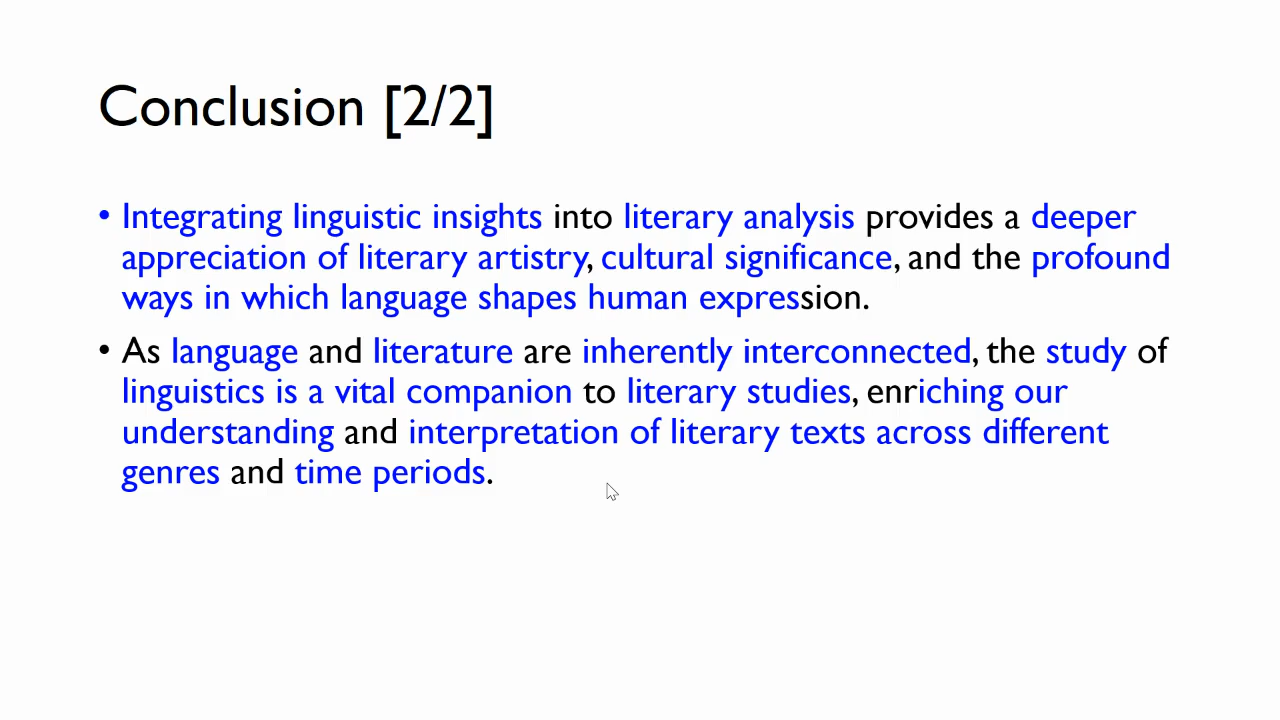 Conclusion [2/2]
• Integrating linguistic insights into literary analysis provides a deeper
appreciation of literary artistry, cultural significance, and the profound
ways in which language shapes human expression.
• As language and literature are inherently interconnected, the study of
linguistics is a vital companion to literary studies, enriching our
understanding and interpretation of literary texts across different
genres and time periods.